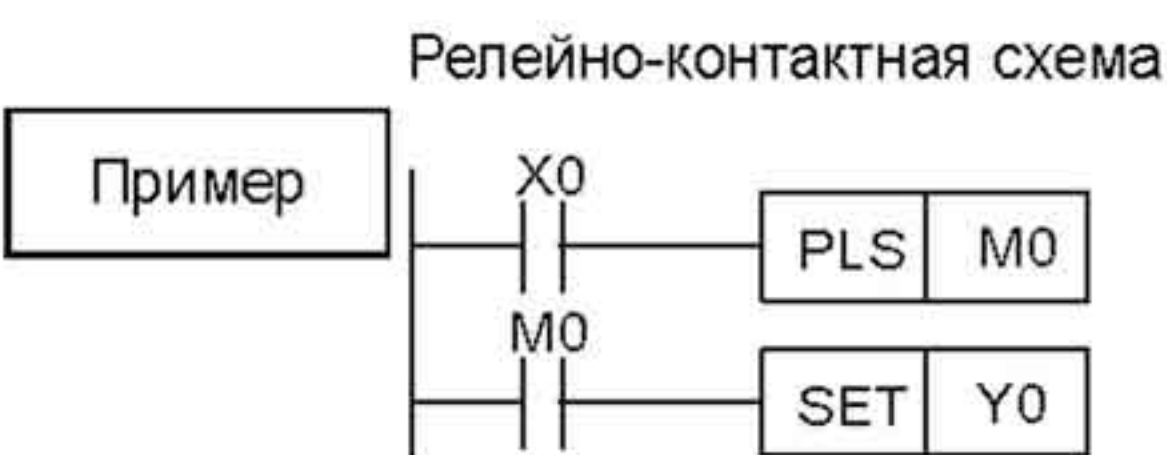 Релейно-контактная схема
Пример
X0
PLS M0
M0
SET Y0